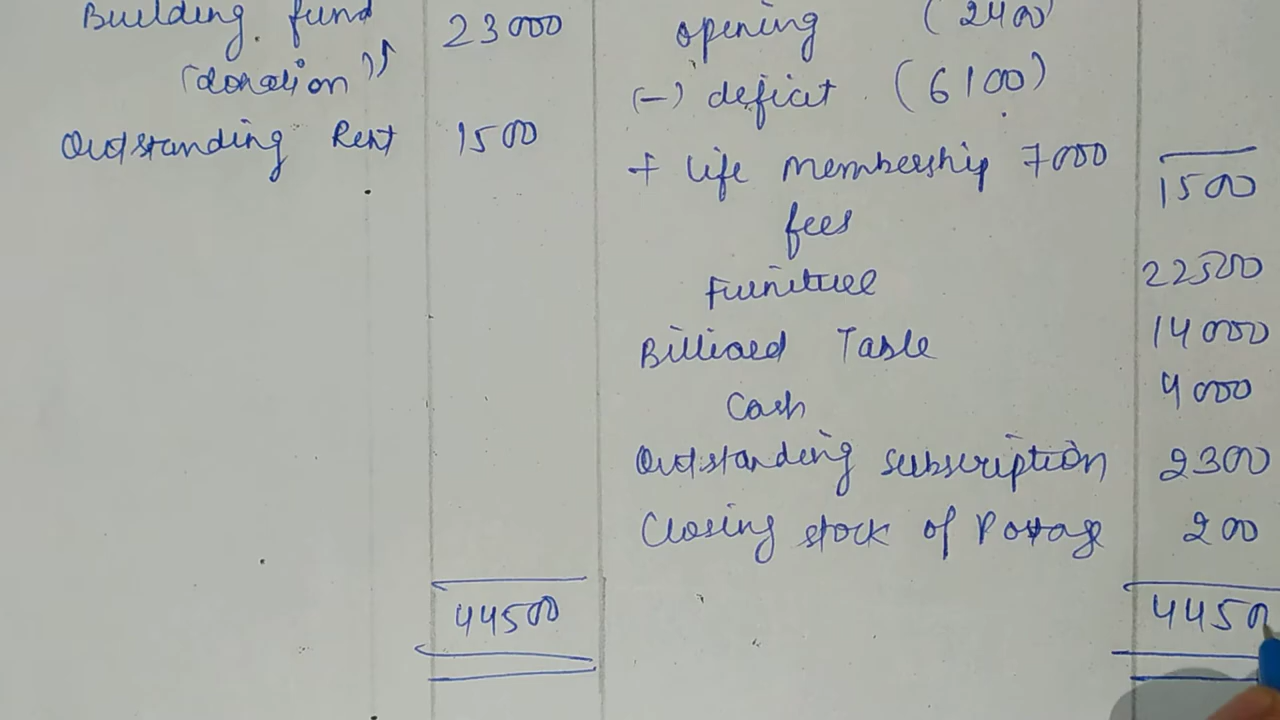 Building fund 23000 opening (2400
"donation" (-) deficit (6100)
Outstanding Rent 1500
+ life membership 7000 1500
fees
Furniture 22500
Billiard Table 14000
Cash 4000
Outstanding subscription 2300
Closing stock of Postage 200
44500 4450